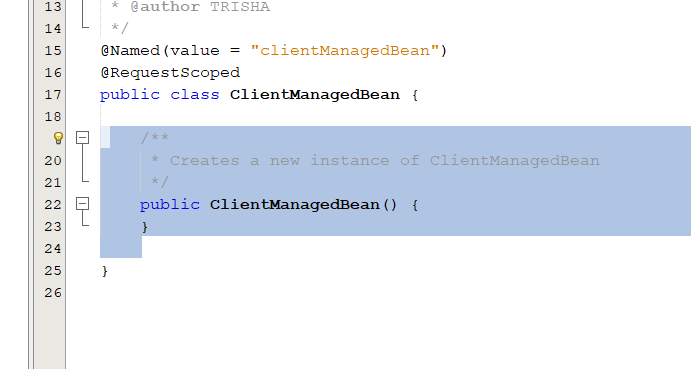 13 * @author TRISHA
14 */
15 @Named(value = "clientManagedBean")
16 @RequestScoped
17 public class ClientManagedBean {
18
/**
20 * Creates a new instance of ClientManagedBean
21 */
22 public ClientManagedBean() {
23 }
24
25 }
26